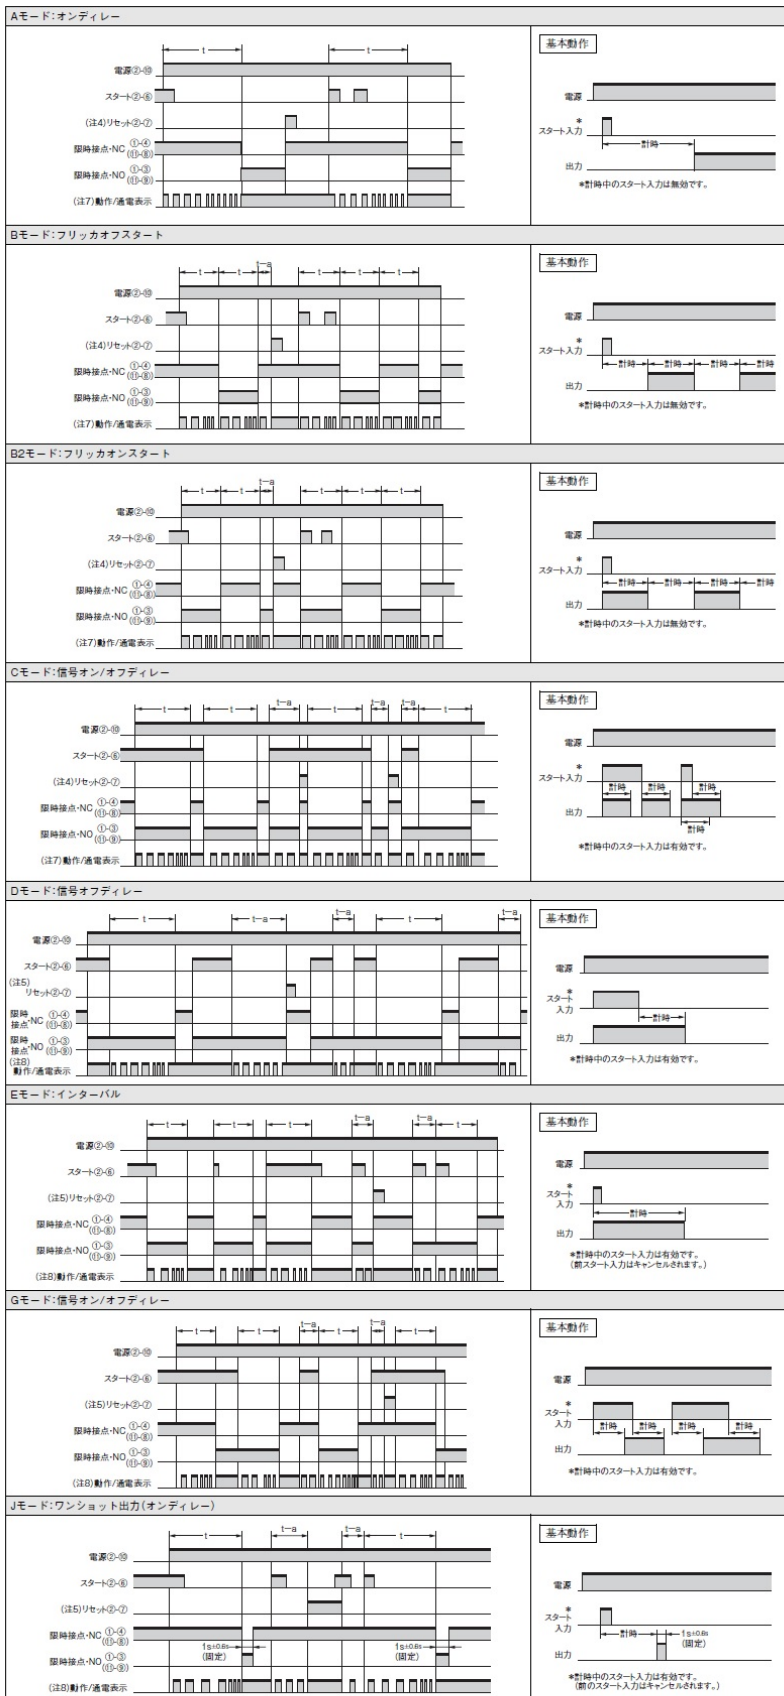 Aモード:オンディレー
t
t
電源②-⑩
スタート②-⑥
(注4)リセット②-⑦
限時接点・NC ①-④
(⑪-⑧)
限時接点・NO ①-③
(⑪-⑨)
(注7)動作/通電表示
基本動作
電源
*
スタート入力
計時
出力
*計時中のスタート入力は無効です。
Bモード:フリッカオフスタート
t-a
t t t t t
電源②-⑩
スタート②-⑥
(注4)リセット②-⑦
限時接点・NC ①-④
(⑪-⑧)
限時接点・NO ①-③
(⑪-⑨)
(注7)動作/通電表示
基本動作
電源
*
スタート入力
計時 計時 計時 計時
出力
*計時中のスタート入力は無効です。
B2モード:フリッカオンスタート
t-a
t t t t t
電源②-⑩
スタート②-⑥
(注4)リセット②-⑦
限時接点・NC ①-④
(⑪-⑧)
限時接点・NO ①-③
(⑪-⑨)
(注7)動作/通電表示
基本動作
電源
*
スタート入力
計時 計時 計時 計時
出力
*計時中のスタート入力は無効です。
Cモード:信号オン/オフディレー
t t t-a t t-a t-a t
電源②-⑩
スタート②-⑥
(注4)リセット②-⑦
限時接点・NC ①-④
(⑪-⑧)
限時接点・NO ①-③
(⑪-⑨)
(注7)動作/通電表示
基本動作
電源
*
スタート入力
計時 計時 計時
出力
計時
*計時中のスタート入力は有効です。
Dモード:信号オフディレー
t t-a t-a t t-a
電源②-⑩
スタート②-⑥
(注5)
リセット②-⑦
限時接点・NC ①-④
(⑪-⑧)
限時接点・NO ①-③
(⑪-⑨)
(注8)
動作/通電表示
基本動作
電源
*
スタート
入力
計時
出力
*計時中のスタート入力は有効です。
Eモード:インターバル
t t t t-a t-a t
電源②-⑩
スタート②-⑥
(注5)リセット②-⑦
限時接点・NC ①-④
(⑪-⑧)
限時接点・NO ①-③
(⑪-⑨)
(注8)動作/通電表示
基本動作
電源
*
スタート
入力
計時
出力
*計時中のスタート入力は有効です。
(前スタート入力はキャンセルされます。)
Gモード:信号オン/オフディレー
t t t-a t t-a t
電源②-⑩
スタート②-⑥
(注5)リセット②-⑦
限時接点・NC ①-④
(⑪-⑧)
限時接点・NO ①-③
(⑪-⑨)
(注8)動作/通電表示
基本動作
電源
*
スタート
入力
計時 計時 計時 計時
出力
*計時中のスタート入力は有効です。
Jモード:ワンショット出力(オンディレー)
t t-a t-a t
電源②-⑩
スタート②-⑥
(注5)リセット②-⑦
限時接点・NC ①-④
(⑪-⑧)
1s±0.6s
(固定)
1s±0.6s
(固定)
限時接点・NO ①-③
(⑪-⑨)
(注8)動作/通電表示
基本動作
電源
*
スタート
入力
計時
1s±0.6s
(固定)
出力
*計時中のスタート入力は有効です。
(前のスタート入力はキャンセルされます。)